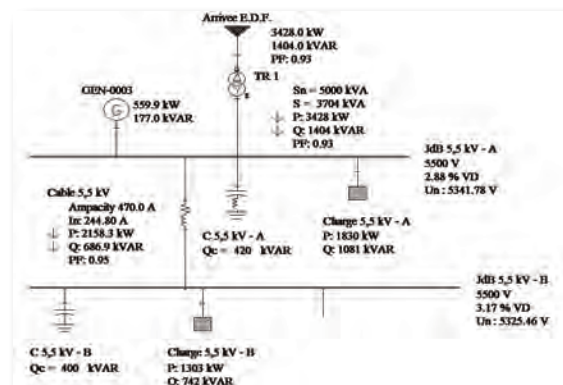 Arrivee E.D.F.
3428.0 kW
1404.0 kVAR
PF: 0.93
TR 1
GEN-0003
G
559.9 kW
177.0 kVAR
Sn = 5000 kVA
S = 3704 kVA
P: 3428 kW
Q: 1404 kVAR
PF: 0.93
JdB 5,5 kV - A
5500 V
2.88 % VD
Un : 5341.78 V
Cable 5,5 kV
Ampacity 470.0 A
In: 244.80 A
P: 2158.3 kW
Q: 686.9 kVAR
PF: 0.95
C 5,5 kV - A
Qc = 420 kVAR
Charge 5,5 kV - A
P: 1830 kW
Q: 1081 kVAR
JdB 5,5 kV - B
5500 V
3.17 % VD
Un : 5325.46 V
C 5,5 kV - B
Qc = 400 kVAR
Charge 5,5 kV - B
P: 1303 kW
Q: 742 kVAR